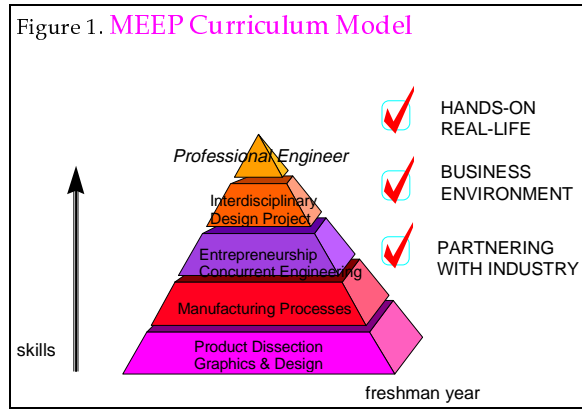 Figure 1. MEEP Curriculum Model
HANDS-ON
REAL-LIFE
Professional Engineer
BUSINESS
ENVIRONMENT
Interdisciplinary
Design Project
PARTNERING
WITH INDUSTRY
Entrepreneurship
Concurrent Engineering
Manufacturing Processes
skills
Product Dissection
Graphics & Design
freshman year